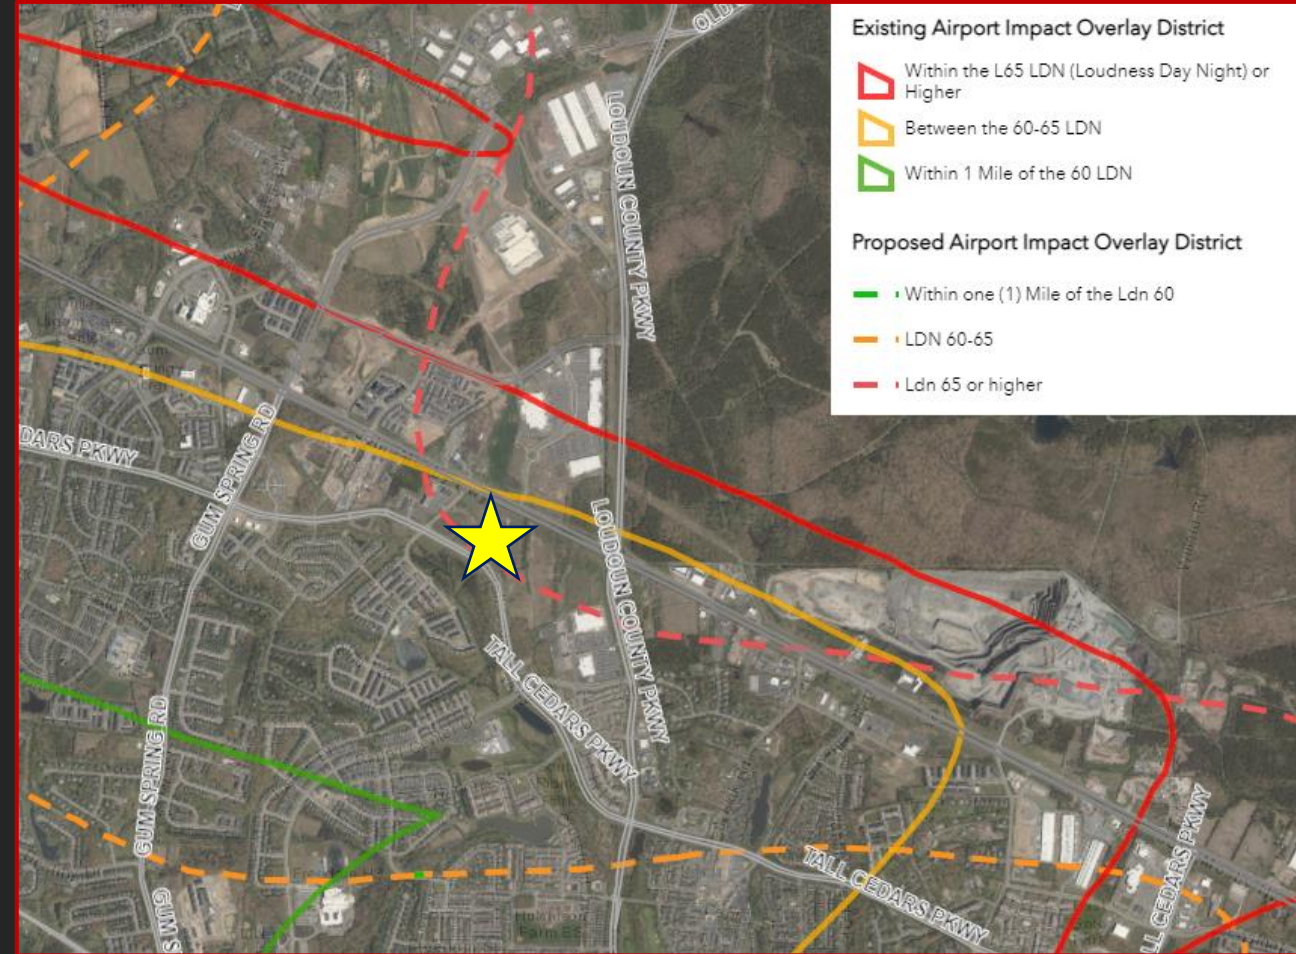 Existing Airport Impact Overlay District
Within the L65 LDN (Loudness Day Night) or
Higher
Between the 60-65 LDN
Within 1 Mile of the 60 LDN
Proposed Airport Impact Overlay District
Within one (1) Mile of the Ldn 60
LDN 60-65
Ldn 65 or higher
LOUDOUN COUNTY PKWY
DARS PKWY
GUM SPRING RD
LOUDOUN COUNTY PKWY
TALL CEDARS PKWY
GUM SPRING RD
TALL CEDARS PKWY
LL CEDARS PKWY
GUM S
Farm ES